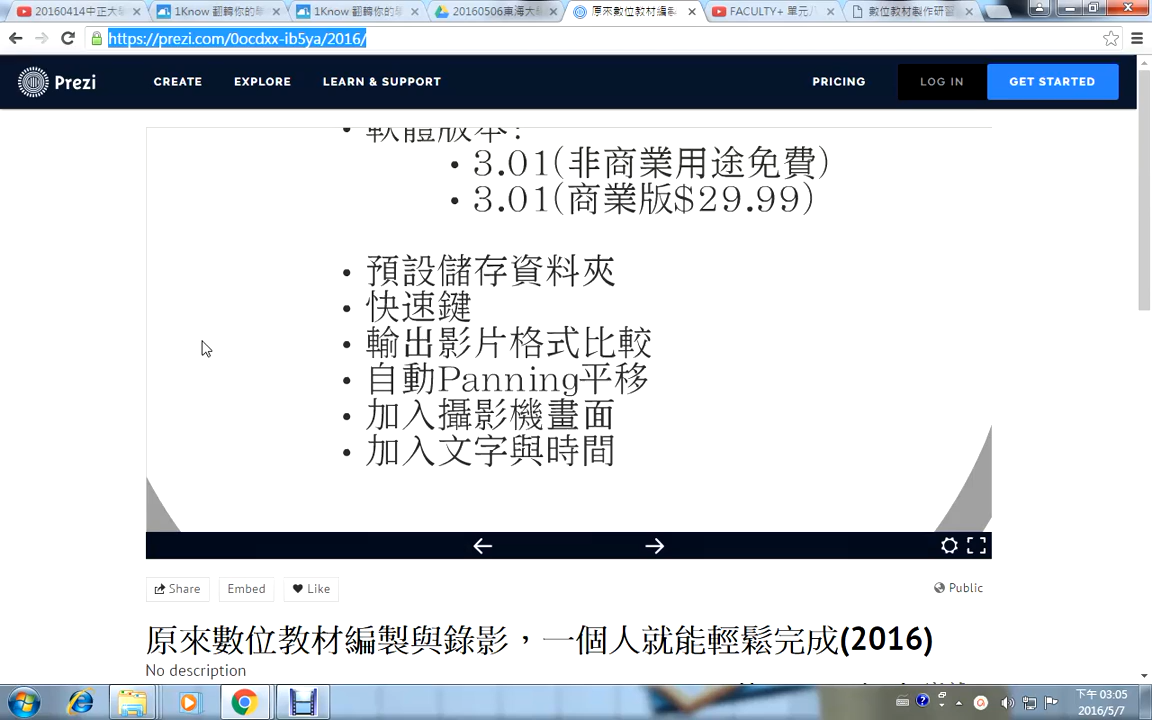 20160414中正大
1Know 翻轉你的學
1Know 翻轉你的學
20160506東海大
原來數位教材編製
FACULTY+ 單元八
數位教材製作研習
https://prezi.com/0ocdxx-ib5ya/2016/
Prezi
CREATE
EXPLORE
LEARN & SUPPORT
PRICING
LOG IN
GET STARTED
• 軟體版本:
• 3.01(非商業用途免費)
• 3.01(商業版$29.99)
• 預設儲存資料夾
• 快速鍵
• 輸出影片格式比較
• 自動Panning平移
• 加入攝影機畫面
• 加入文字與時間
Share
Embed
Like
Public
原來數位教材編製與錄影，一個人就能輕鬆完成(2016)
No description
下午 03:05
2016/5/7